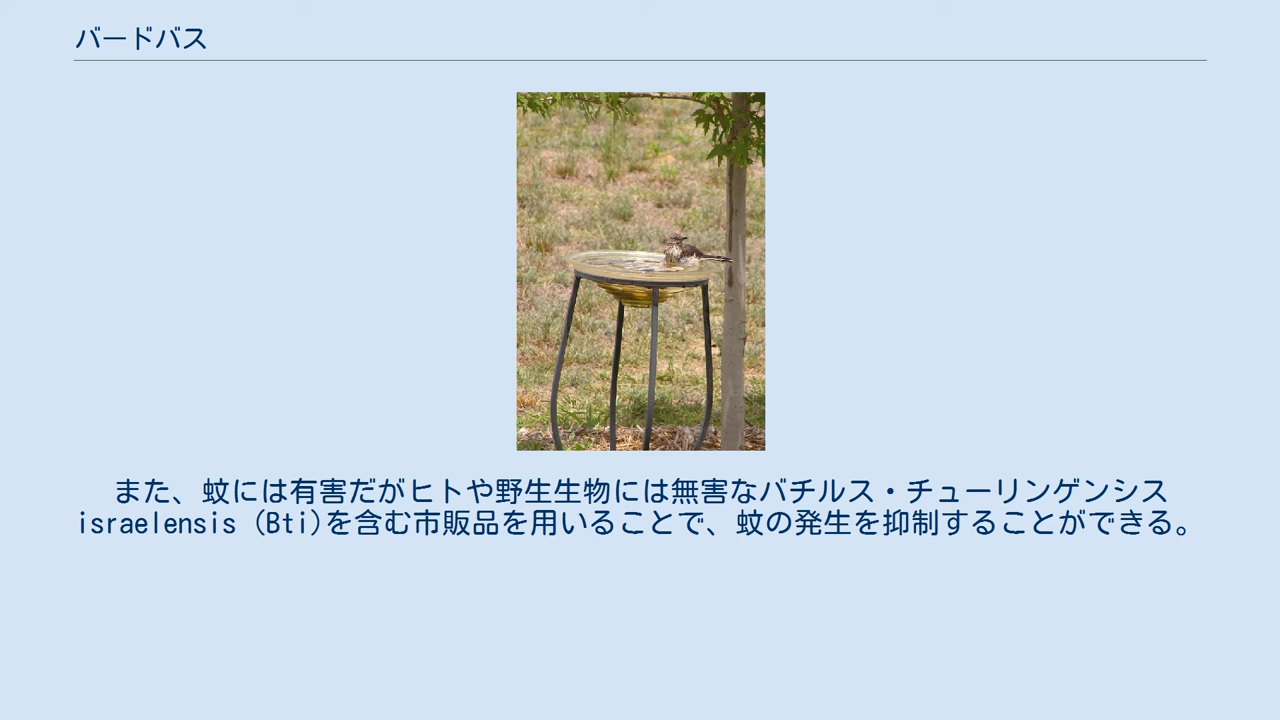 バードバス
また、蚊には有害だがヒトや野生生物には無害なバチルス・チューリンゲンシス
israelensis (Bti)を含む市販品を用いることで、蚊の発生を抑制することができる。